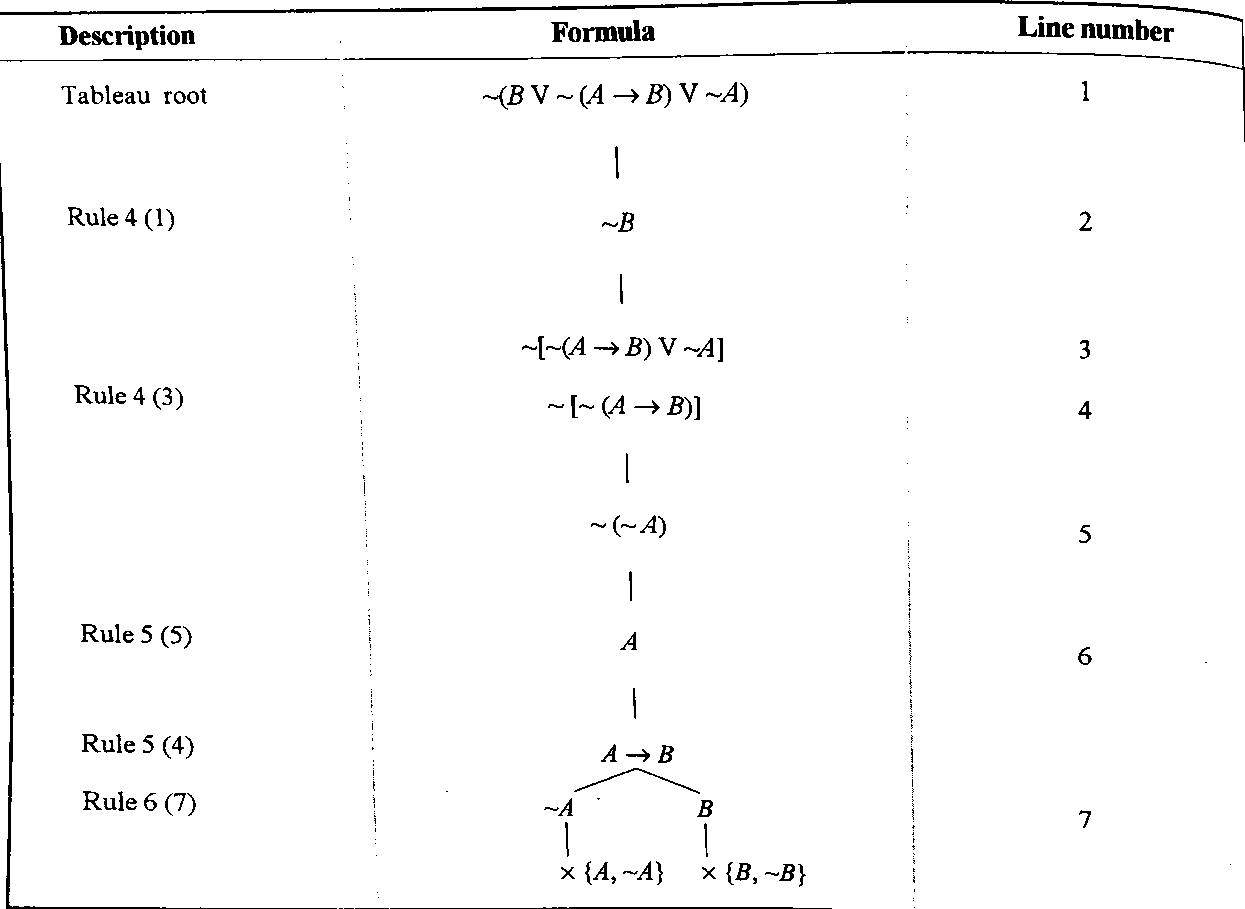 Description Formula Line number
Tableau root ~(B V ~ (A → B) V ~A) 1
Rule 4 (1) ~B 2
~[~(A → B) V ~A] 3
Rule 4 (3) ~ [~ (A → B)] 4
~ (~ A) 5
Rule 5 (5) A 6
Rule 5 (4) A → B
Rule 6 (7) ~A B 7
× {A, ~A} × {B, ~B}